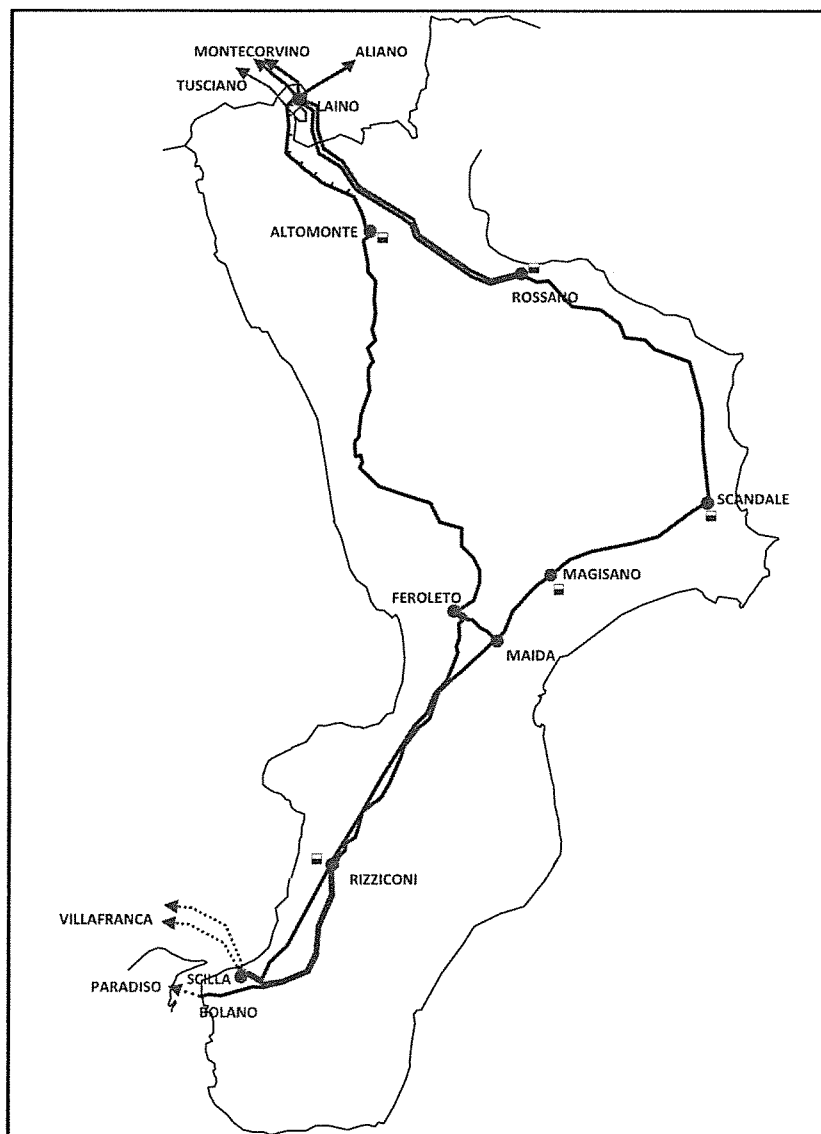 MONTECORVINO
ALIANO
TUSCIANO
LAINO
ALTOMONTE
ROSSANO
SCANDALE
MAGISANO
FEROLETO
MAIDA
RIZZICONI
VILLAFRANCA
SCILLA
PARADISO
BOLANO